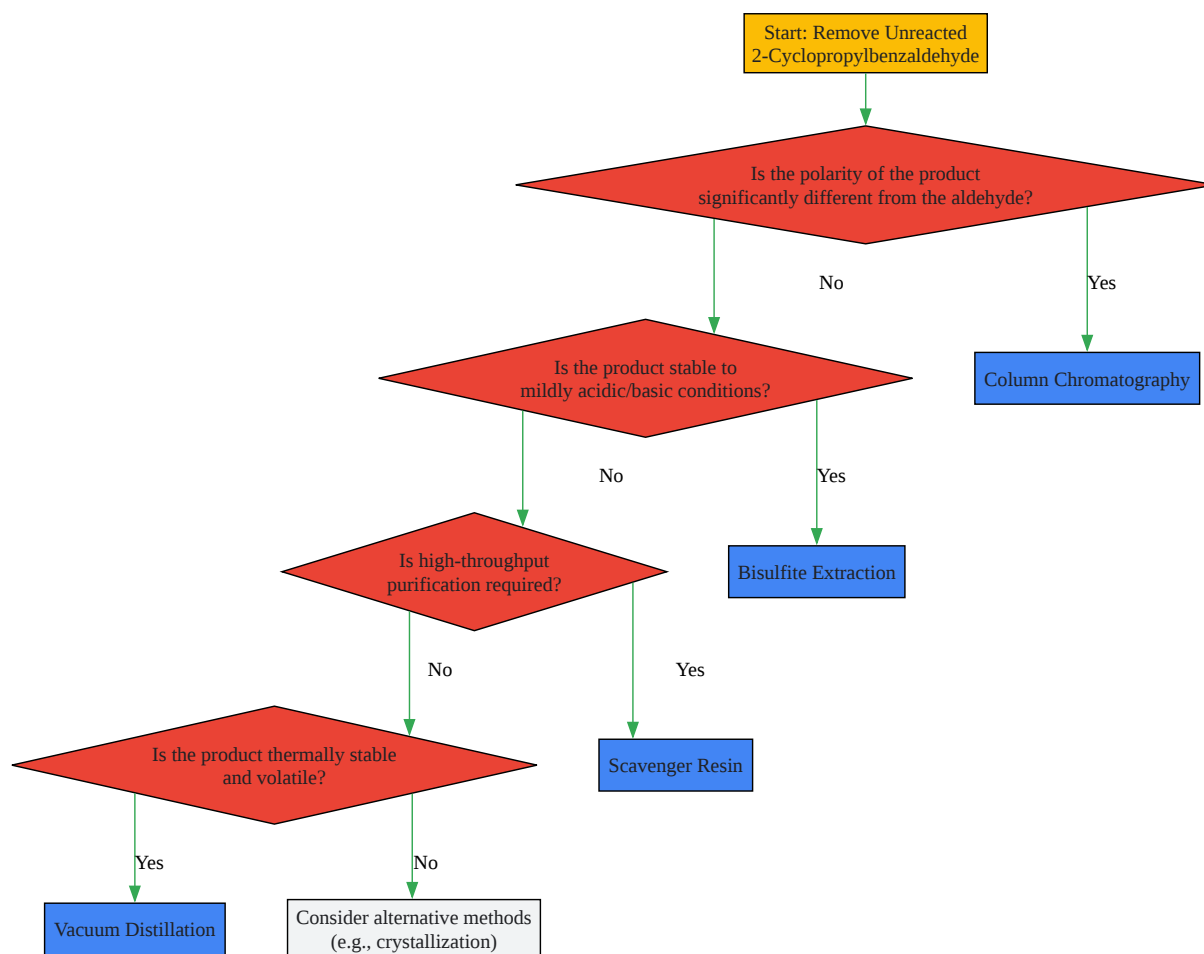 Start: Remove Unreacted
2-Cyclopropylbenzaldehyde
Is the polarity of the product
significantly different from the aldehyde?
No
Yes
Is the product stable to
mildly acidic/basic conditions?
Column Chromatography
No
Yes
Is high-throughput
purification required?
Bisulfite Extraction
No
Yes
Is the product thermally stable
and volatile?
Scavenger Resin
Yes
No
Vacuum Distillation
Consider alternative methods
(e.g., crystallization)